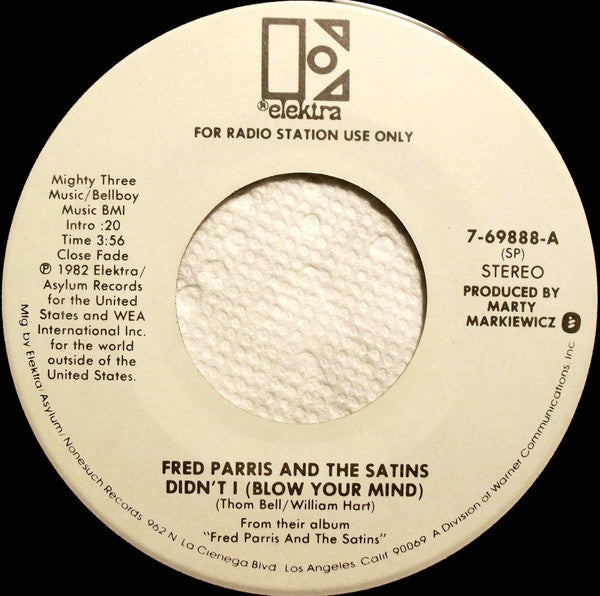 ® elektra
FOR RADIO STATION USE ONLY
Mighty Three
Music/Bellboy
Music BMI
Intro :20
Time 3:56
Close Fade
℗ 1982 Elektra/
Asylum Records
for the United
States and WEA
International Inc.
for the world
outside of the
United States.
7-69888-A
(SP)
STEREO
PRODUCED BY
MARTY
MARKIEWICZ
FRED PARRIS AND THE SATINS
DIDN'T I (BLOW YOUR MIND)
(Thom Bell/William Hart)
From their album
"Fred Parris And The Satins"
Mfg by Elektra/Asylum/Nonesuch Records 962 N. La Cienega Blvd. Los Angeles, Calif 90069 A Division of Warner Communications, Inc.